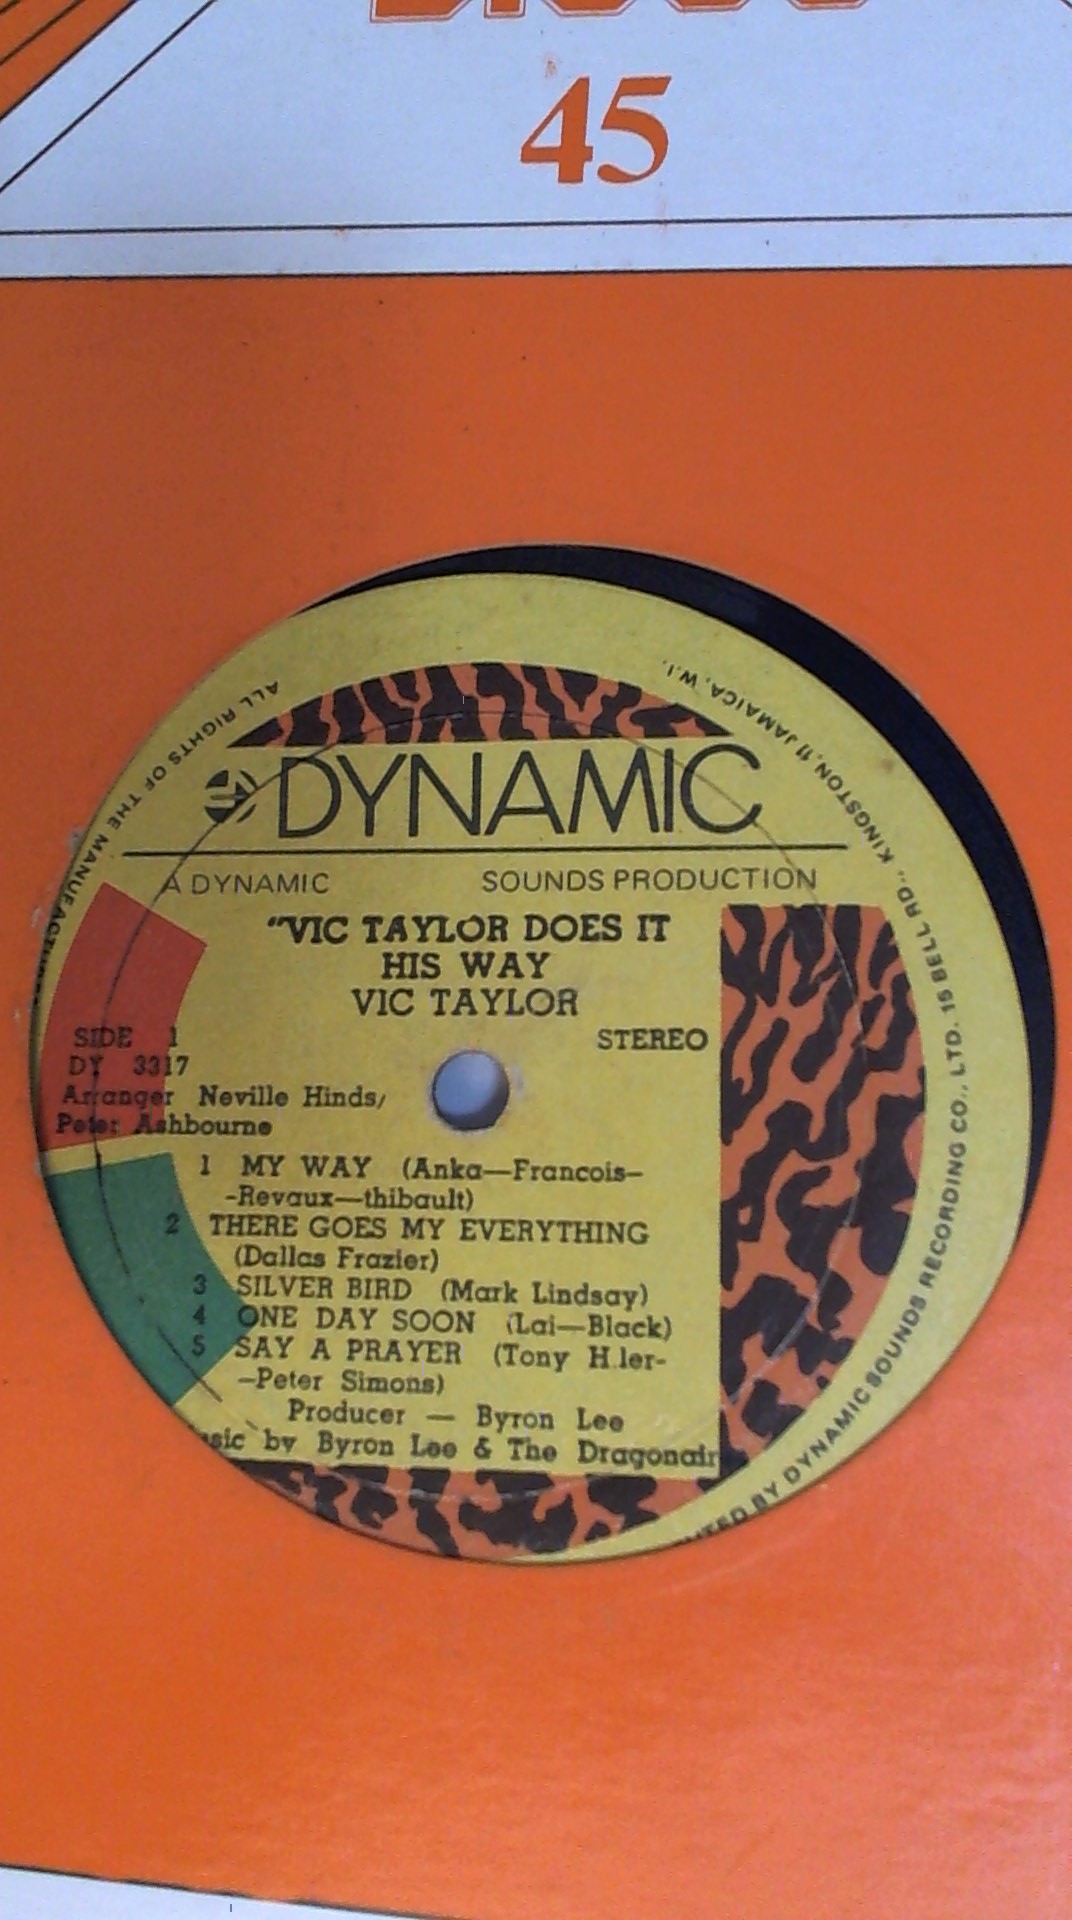 45
DYNAMIC
A DYNAMIC SOUNDS PRODUCTION
"VIC TAYLOR DOES IT
HIS WAY
VIC TAYLOR
SIDE 1 STEREO
DY 3317
Arranger Neville Hinds/
Peter Ashbourne
1 MY WAY (Anka—Francois-
-Revaux—thibault)
2 THERE GOES MY EVERYTHING
(Dallas Frazier)
3 SILVER BIRD (Mark Lindsay)
4 ONE DAY SOON (Lai—Black)
5 SAY A PRAYER (Tony H ler-
-Peter Simons)
Producer — Byron Lee
by Byron Lee & The
ALL RIGHTS OF THE
BY DYNAMIC SOUNDS RECORDING CO., LTD. 15 BELL RD., KINGSTON, 11 JAMAICA, W.I.